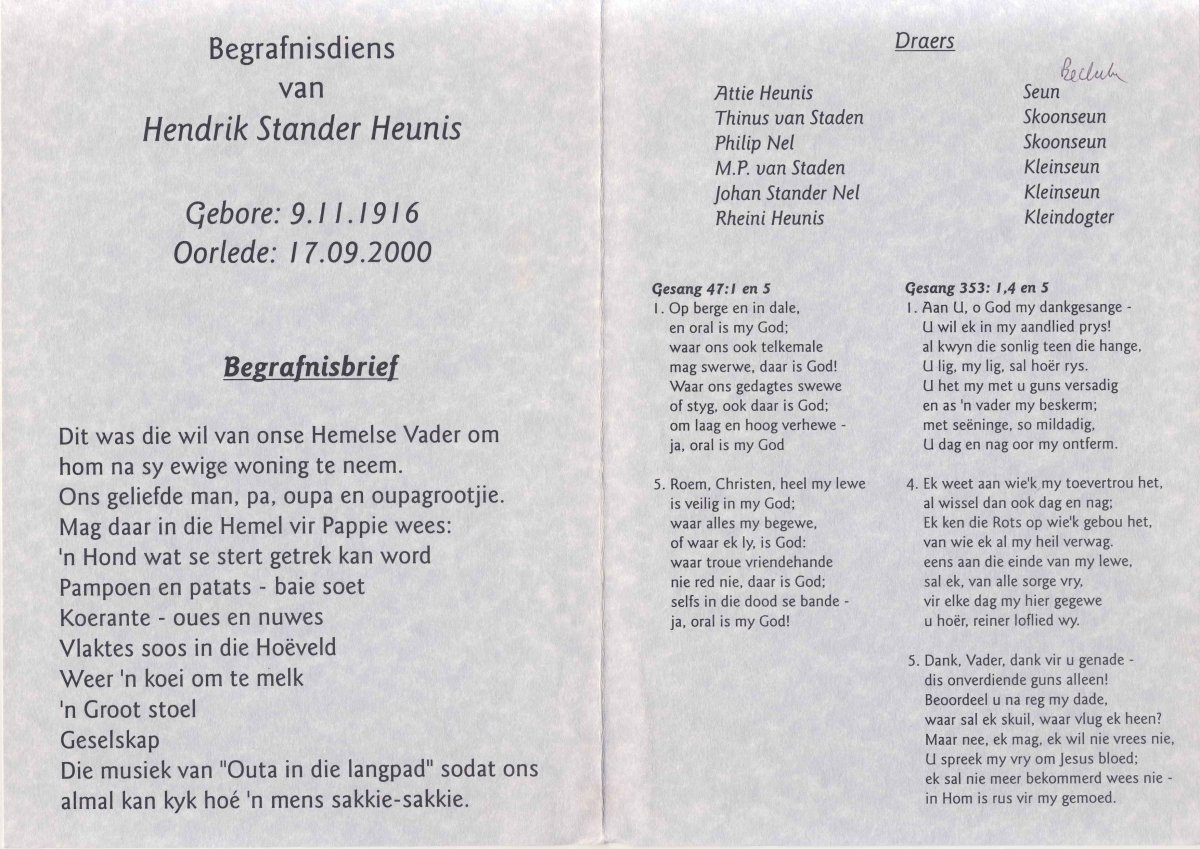 Begrafnisdiens
van
Hendrik Stander Heunis
Gebore: 9.11.1916
Oorlede: 17.09.2000
Begrafnisbrief
Dit was die wil van onse Hemelse Vader om
hom na sy ewige woning te neem.
Ons geliefde man, pa, oupa en oupagrootjie.
Mag daar in die Hemel vir Pappie wees:
'n Hond wat se stert getrek kan word
Pampoen en patats - baie soet
Koerante - oues en nuwes
Vlaktes soos in die Hoëveld
Weer 'n koei om te melk
'n Groot stoel
Geselskap
Die musiek van "Outa in die langpad" sodat ons
almal kan kyk hoé 'n mens sakkie-sakkie.
Draers
Attie Heunis Seun
Thinus van Staden Skoonseun
Philip Nel Skoonseun
M.P. van Staden Kleinseun
Johan Stander Nel Kleinseun
Rheini Heunis Kleindogter
Gesang 47:1 en 5
1. Op berge en in dale,
en oral is my God;
waar ons ook telkemale
mag swerwe, daar is God!
Waar ons gedagtes swewe
of styg, ook daar is God;
om laag en hoog verhewe -
ja, oral is my God
5. Roem, Christen, heel my lewe
is veilig in my God;
waar alles my begewe,
of waar ek ly, is God:
waar troue vriendehande
nie red nie, daar is God;
selfs in die dood se bande -
ja, oral is my God!
Gesang 353: 1,4 en 5
1. Aan U, o God my dankgesange -
U wil ek in my aandlied prys!
al kwyn die sonlig teen die hange,
U lig, my lig, sal hoër rys.
U het my met u guns versadig
en as 'n vader my beskerm;
met seëninge, so mildadig,
U dag en nag oor my ontferm.
4. Ek weet aan wie'k my toevertrou het,
al wissel dan ook dag en nag;
Ek ken die Rots op wie'k gebou het,
van wie ek al my heil verwag.
eens aan die einde van my lewe,
sal ek, van alle sorge vry,
vir elke dag my hier gegewe
u hoër, reiner loflied wy.
5. Dank, Vader, dank vir u genade -
dis onverdiende guns alleen!
Beoordeel u na reg my dade,
waar sal ek skuil, waar vlug ek heen?
Maar nee, ek mag, ek wil nie vrees nie,
U spreek my vry om Jesus bloed;
ek sal nie meer bekommerd wees nie -
in Hom is rus vir my gemoed.